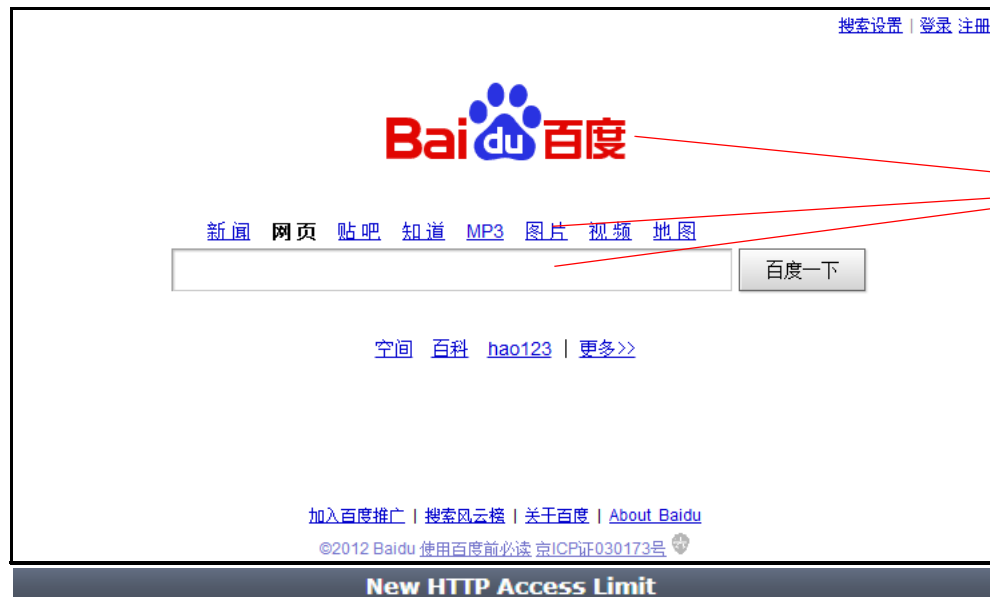 搜索设置 | 登录 注册
Bai du 百度
新闻 网页 贴吧 知道 MP3 图片 视频 地图
百度一下
空间 百科 hao123 | 更多>>
加入百度推广 | 搜索风云榜 | 关于百度 | About Baidu
©2012 Baidu 使用百度前必读 京ICP证030173号
New HTTP Access Limit